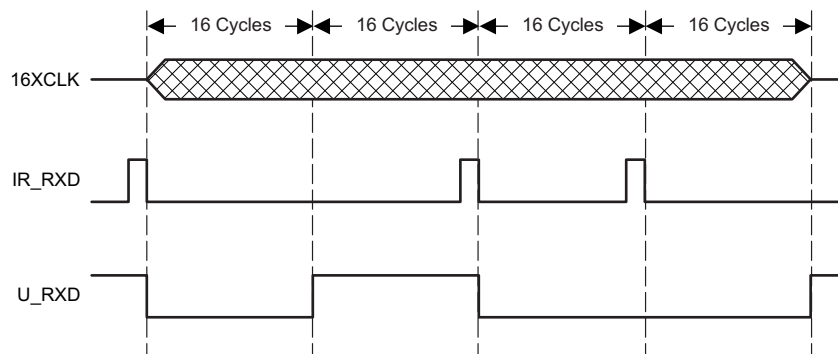 16 Cycles 16 Cycles 16 Cycles 16 Cycles
16XCLK
IR_RXD
U_RXD